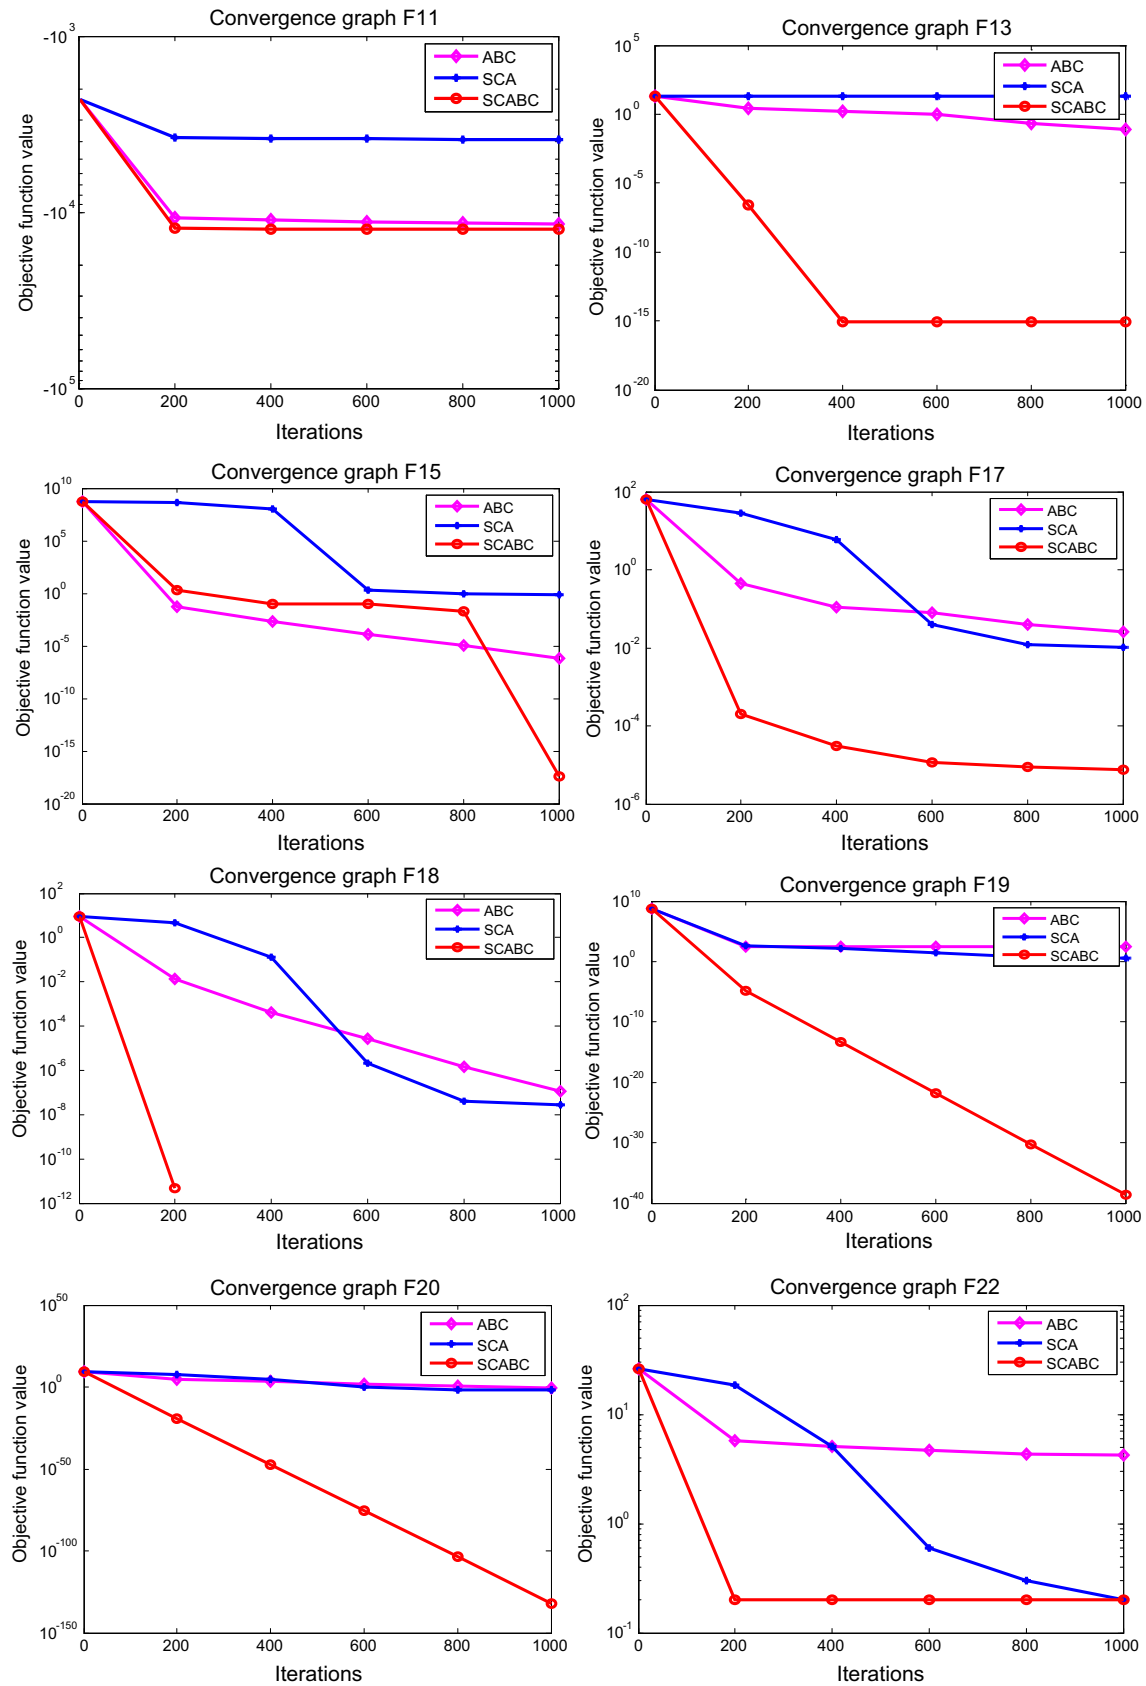 Convergence graph F11
-10^3
-10^4
-10^5
Objective function value
ABC
SCA
SCABC
0 200 400 600 800 1000
Iterations
Convergence graph F13
10^5
10^0
10^-5
10^-10
10^-15
10^-20
Objective function value
ABC
SCA
SCABC
0 200 400 600 800 1000
Iterations
Convergence graph F15
10^10
10^5
10^0
10^-5
10^-10
10^-15
10^-20
Objective function value
ABC
SCA
SCABC
0 200 400 600 800 1000
Iterations
Convergence graph F17
10^2
10^0
10^-2
10^-4
10^-6
Objective function value
ABC
SCA
SCABC
0 200 400 600 800 1000
Iterations
Convergence graph F18
10^2
10^0
10^-2
10^-4
10^-6
10^-8
10^-10
10^-12
Objective function value
ABC
SCA
SCABC
0 200 400 600 800 1000
Iterations
Convergence graph F19
10^10
10^0
10^-10
10^-20
10^-30
10^-40
Objective function value
ABC
SCA
SCABC
0 200 400 600 800 1000
Iterations
Convergence graph F20
10^50
10^0
10^-50
10^-100
10^-150
Objective function value
ABC
SCA
SCABC
0 200 400 600 800 1000
Iterations
Convergence graph F22
10^2
10^1
10^0
10^-1
Objective function value
ABC
SCA
SCABC
0 200 400 600 800 1000
Iterations